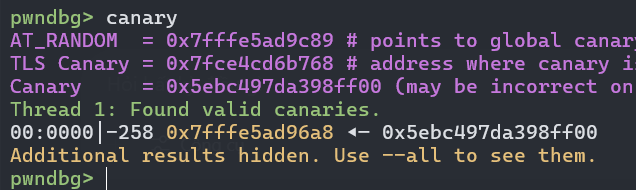 pwndbg> canary
AT_RANDOM = 0x7fffe5ad9c89 # points to global canary
TLS Canary = 0x7fce4cd6b768 # address where canary i
Canary = 0x5ebc497da398ff00 (may be incorrect on
Thread 1: Found valid canaries.
00:0000│-258 0x7fffe5ad96a8 ◂— 0x5ebc497da398ff00
Additional results hidden. Use --all to see them.
pwndbg>